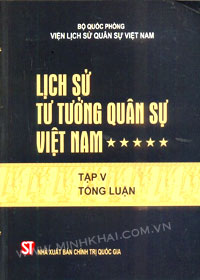 BỘ QUỐC PHÒNG
VIỆN LỊCH SỬ QUÂN SỰ VIỆT NAM
LỊCH SỬ
TƯ TƯỞNG QUÂN SỰ
VIỆT NAM ★★★★★
TẬP V
TỔNG LUẬN
WWW.MINHKHAI.COM.VN
ST NHÀ XUẤT BẢN CHÍNH TRỊ QUỐC GIA